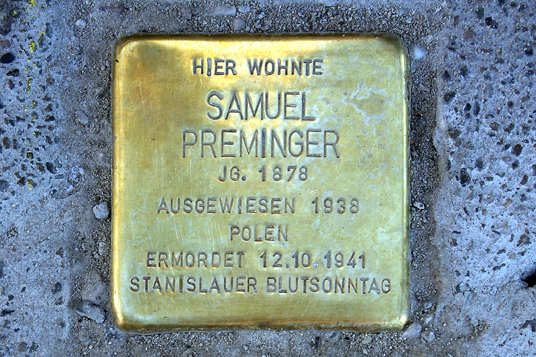 HIER WOHNTE
SAMUEL
PREMINGER
JG. 1878
AUSGEWIESEN 1938
POLEN
ERMORDET 12.10.1941
STANISLAUER BLUTSONNTAG